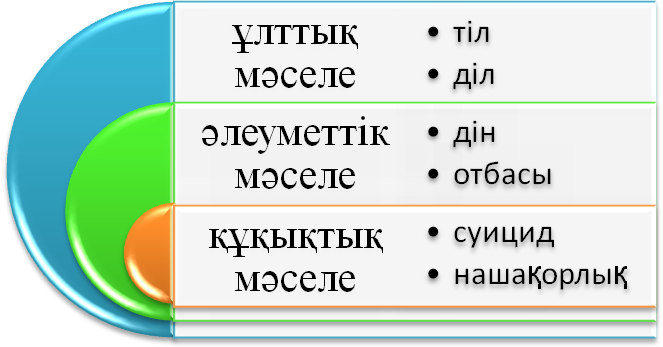 ұлттық
мәселе
• тіл
• діл
әлеуметтік
мәселе
• дін
• отбасы
құқықтық
мәселе
• суицид
• нашақорлық